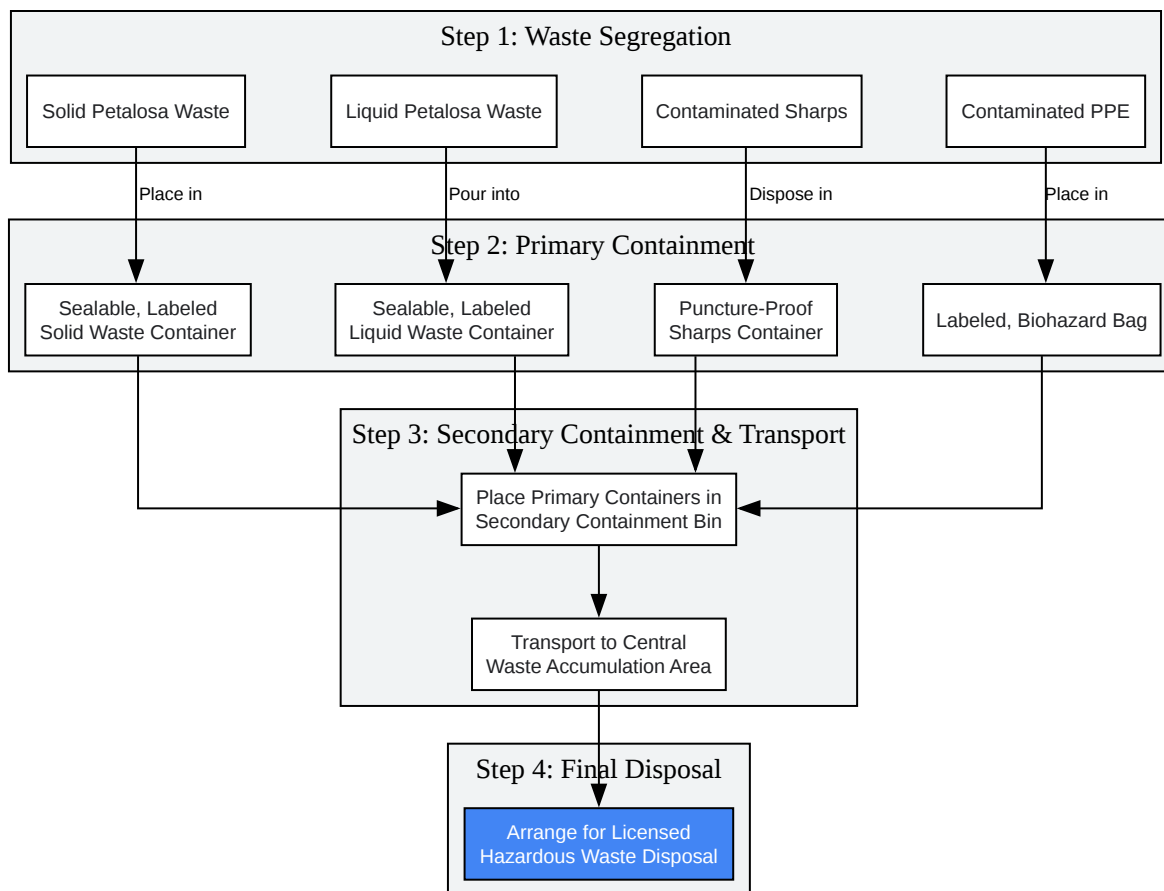 Step 1: Waste Segregation
Solid Petalosa Waste
Liquid Petalosa Waste
Contaminated Sharps
Contaminated PPE
Place in
Pour into
Dispose in
Place in
Step 2: Primary Containment
Sealable, Labeled
Solid Waste Container
Sealable, Labeled
Liquid Waste Container
Puncture-Proof
Sharps Container
Labeled, Biohazard Bag
Step 3: Secondary Containment & Transport
Place Primary Containers in
Secondary Containment Bin
Transport to Central
Waste Accumulation Area
Step 4: Final Disposal
Arrange for Licensed
Hazardous Waste Disposal